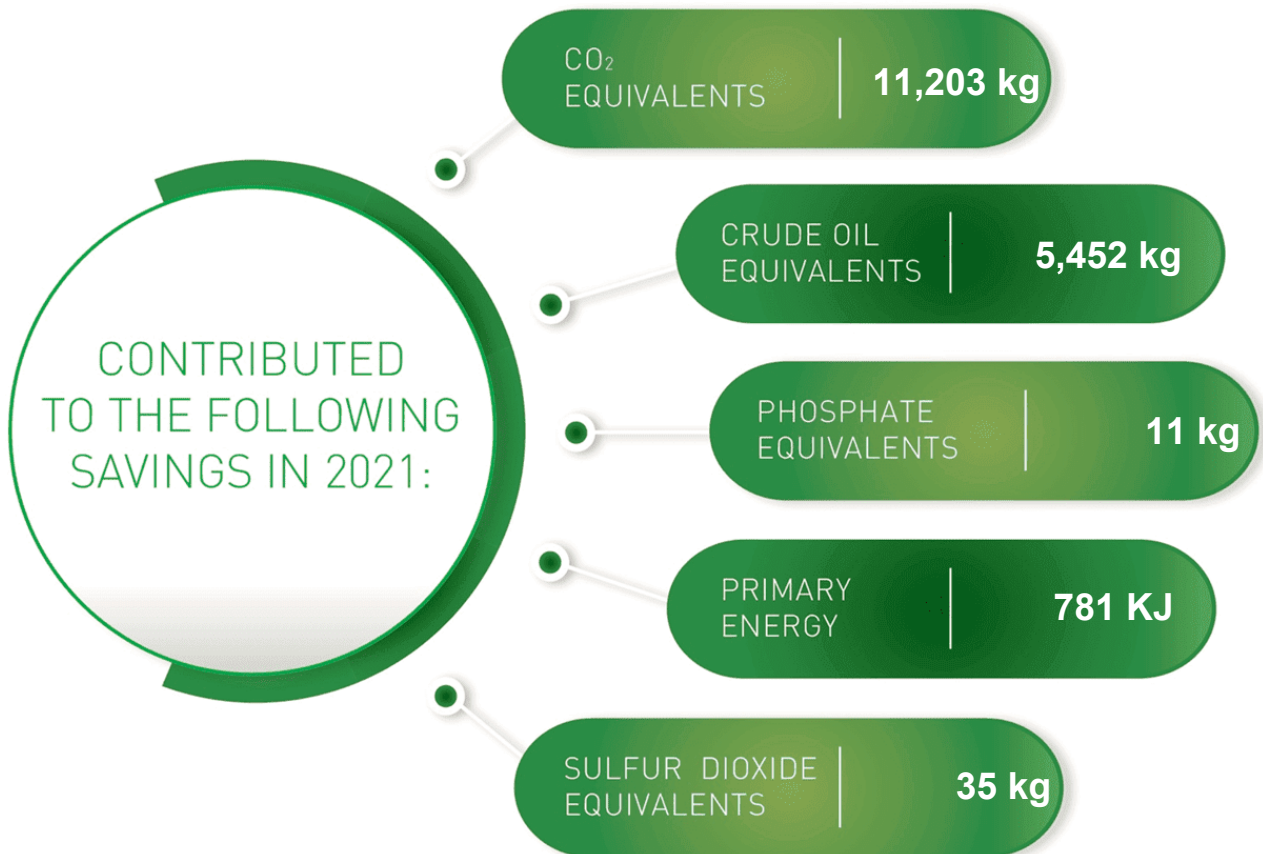 CONTRIBUTED
TO THE FOLLOWING
SAVINGS IN 2021:
CO₂
EQUIVALENTS
11,203 kg
CRUDE OIL
EQUIVALENTS
5,452 kg
PHOSPHATE
EQUIVALENTS
11 kg
PRIMARY
ENERGY
781 KJ
SULFUR DIOXIDE
EQUIVALENTS
35 kg